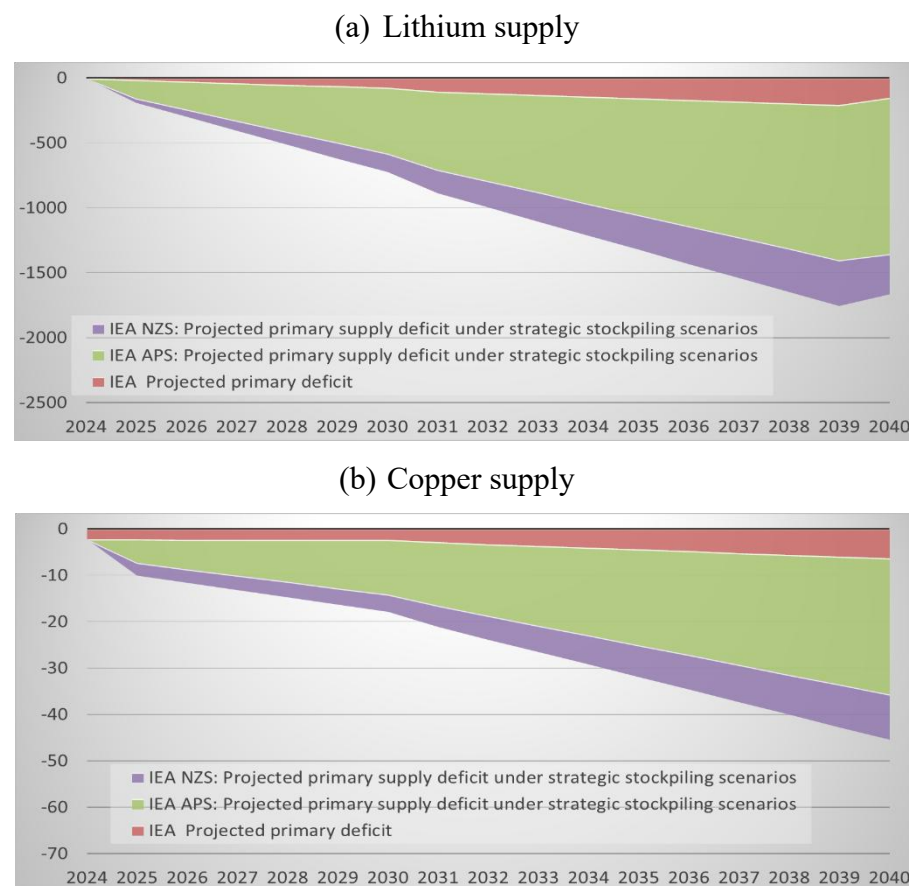 (a) Lithium supply
0
-500
-1000
-1500
-2000
-2500
IEA NZS: Projected primary supply deficit under strategic stockpiling scenarios
IEA APS: Projected primary supply deficit under strategic stockpiling scenarios
IEA Projected primary deficit
2024 2025 2026 2027 2028 2029 2030 2031 2032 2033 2034 2035 2036 2037 2038 2039 2040
(b) Copper supply
0
-10
-20
-30
-40
-50
-60
-70
IEA NZS: Projected primary supply deficit under strategic stockpiling scenarios
IEA APS: Projected primary supply deficit under strategic stockpiling scenarios
IEA Projected primary deficit
2024 2025 2026 2027 2028 2029 2030 2031 2032 2033 2034 2035 2036 2037 2038 2039 2040